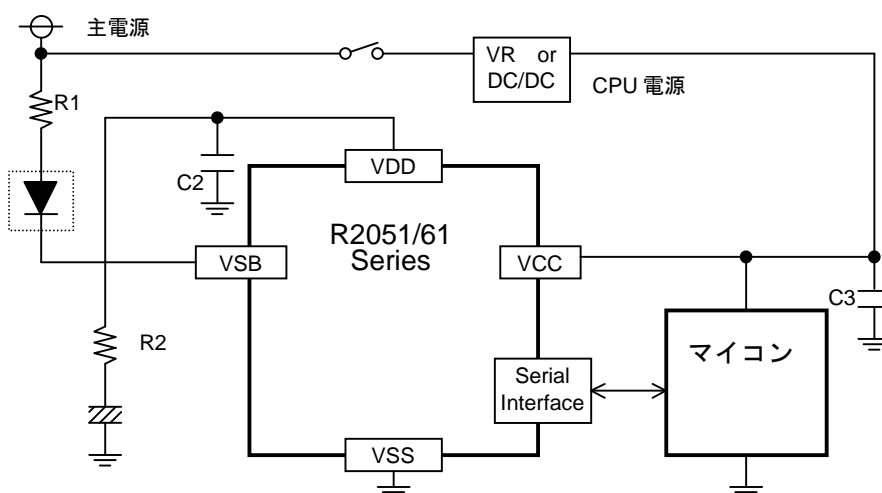 主電源
VR or
DC/DC
CPU 電源
R1
C2
VDD
R2051/61
Series
VSB
VCC
C3
R2
マイコン
Serial
Interface
VSS